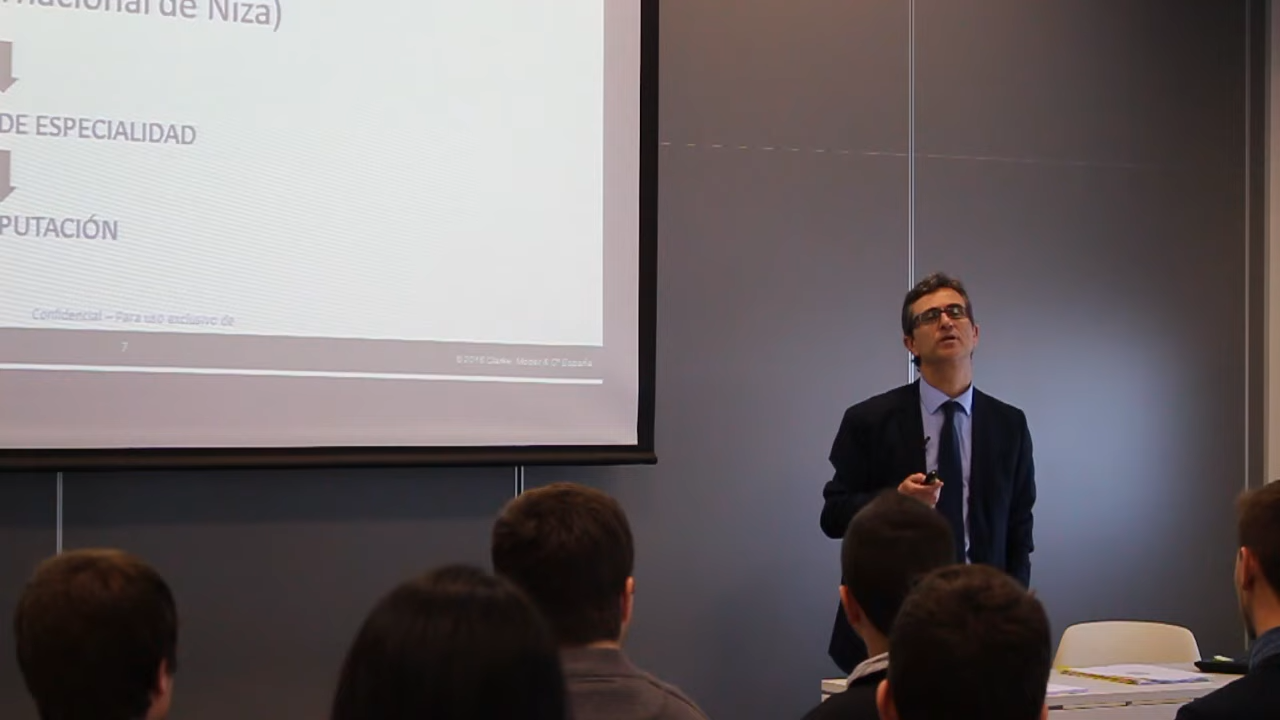 rnacional de Niza)
DE ESPECIALIDAD
PUTACIÓN
Confidencial – Para uso exclusivo de
7
©2016 Clarke, Modet & Cº España